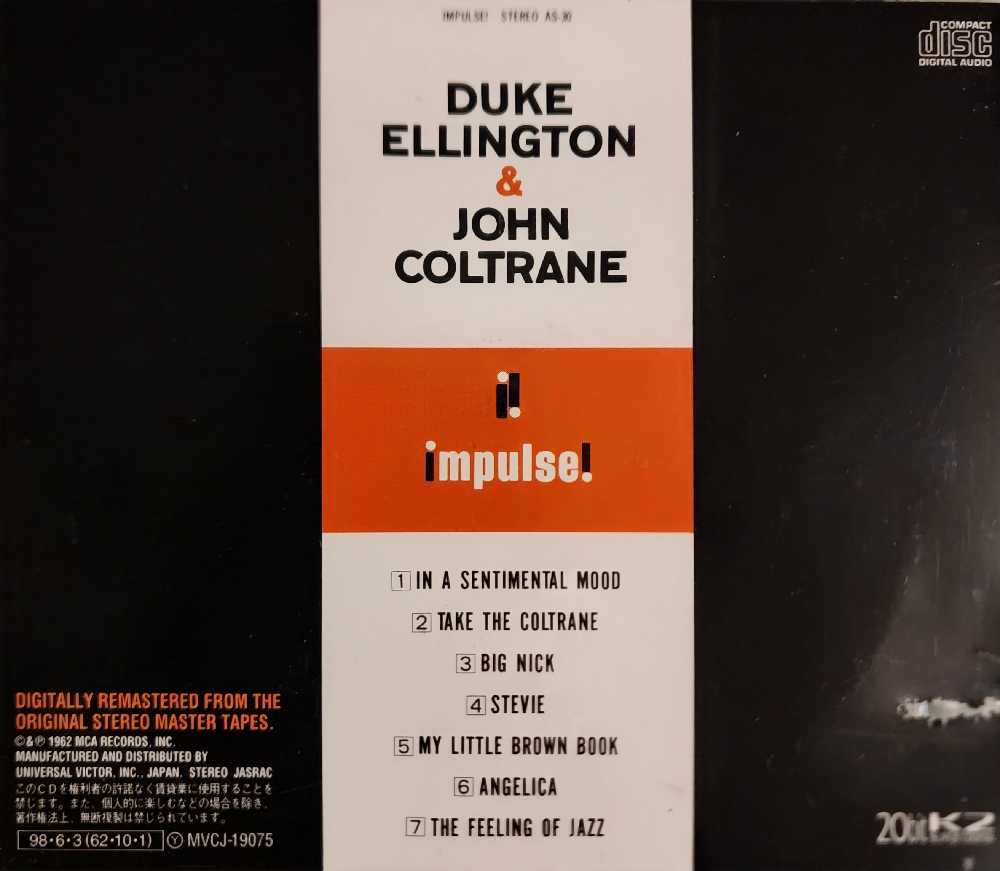 IMPULSE! STEREO AS-30
COMPACT
disc
DIGITAL AUDIO
DUKE
ELLINGTON
&
JOHN
COLTRANE
i!
impulse!
1 IN A SENTIMENTAL MOOD
2 TAKE THE COLTRANE
3 BIG NICK
4 STEVIE
5 MY LITTLE BROWN BOOK
6 ANGELICA
7 THE FEELING OF JAZZ
DIGITALLY REMASTERED FROM THE
ORIGINAL STEREO MASTER TAPES.
©&℗ 1962 MCA RECORDS, INC.
MANUFACTURED AND DISTRIBUTED BY
UNIVERSAL VICTOR, INC., JAPAN. STEREO JASRAC
このCDを権利者の許諾なく賃貸業に使用することを
禁じます。また、個人的に楽しむなどの場合を除き、
著作権法上、無断複製は禁じられています。
98・6・3(62・10・1) Ⓨ MVCJ-19075
20bit K2